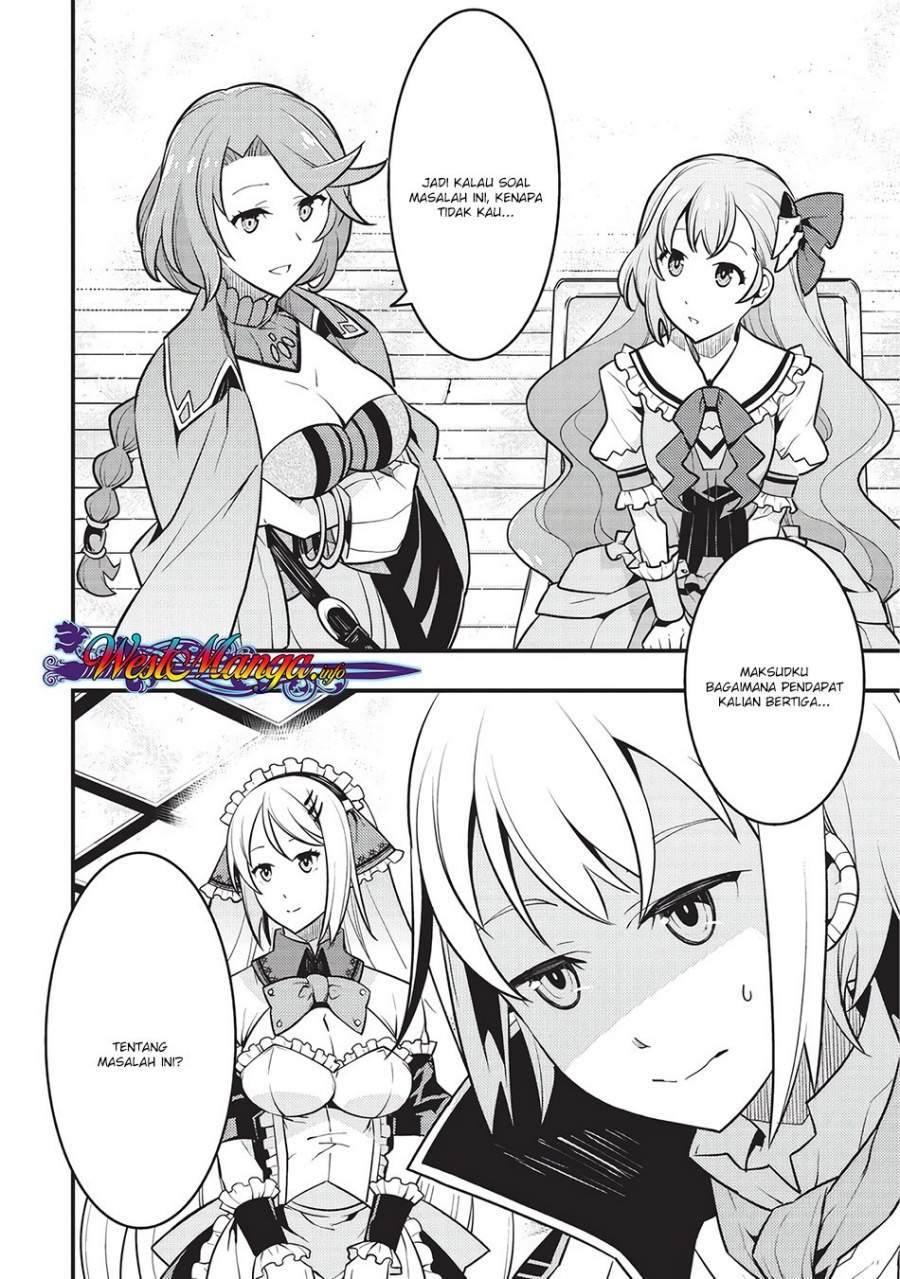 JADI KALAU SOAL
MASALAH INI, KENAPA
TIDAK KAU...
WestManga.info
MAKSUDKU
BAGAIMANA PENDAPAT
KALIAN BERTIGA...
TENTANG
MASALAH INI?